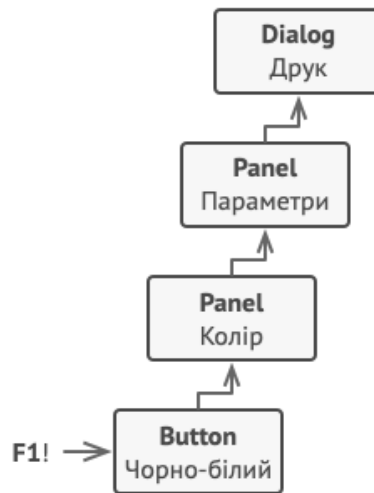 Dialog
Друк
Panel
Параметри
Panel
Колір
F1!
Button
Чорно-білий